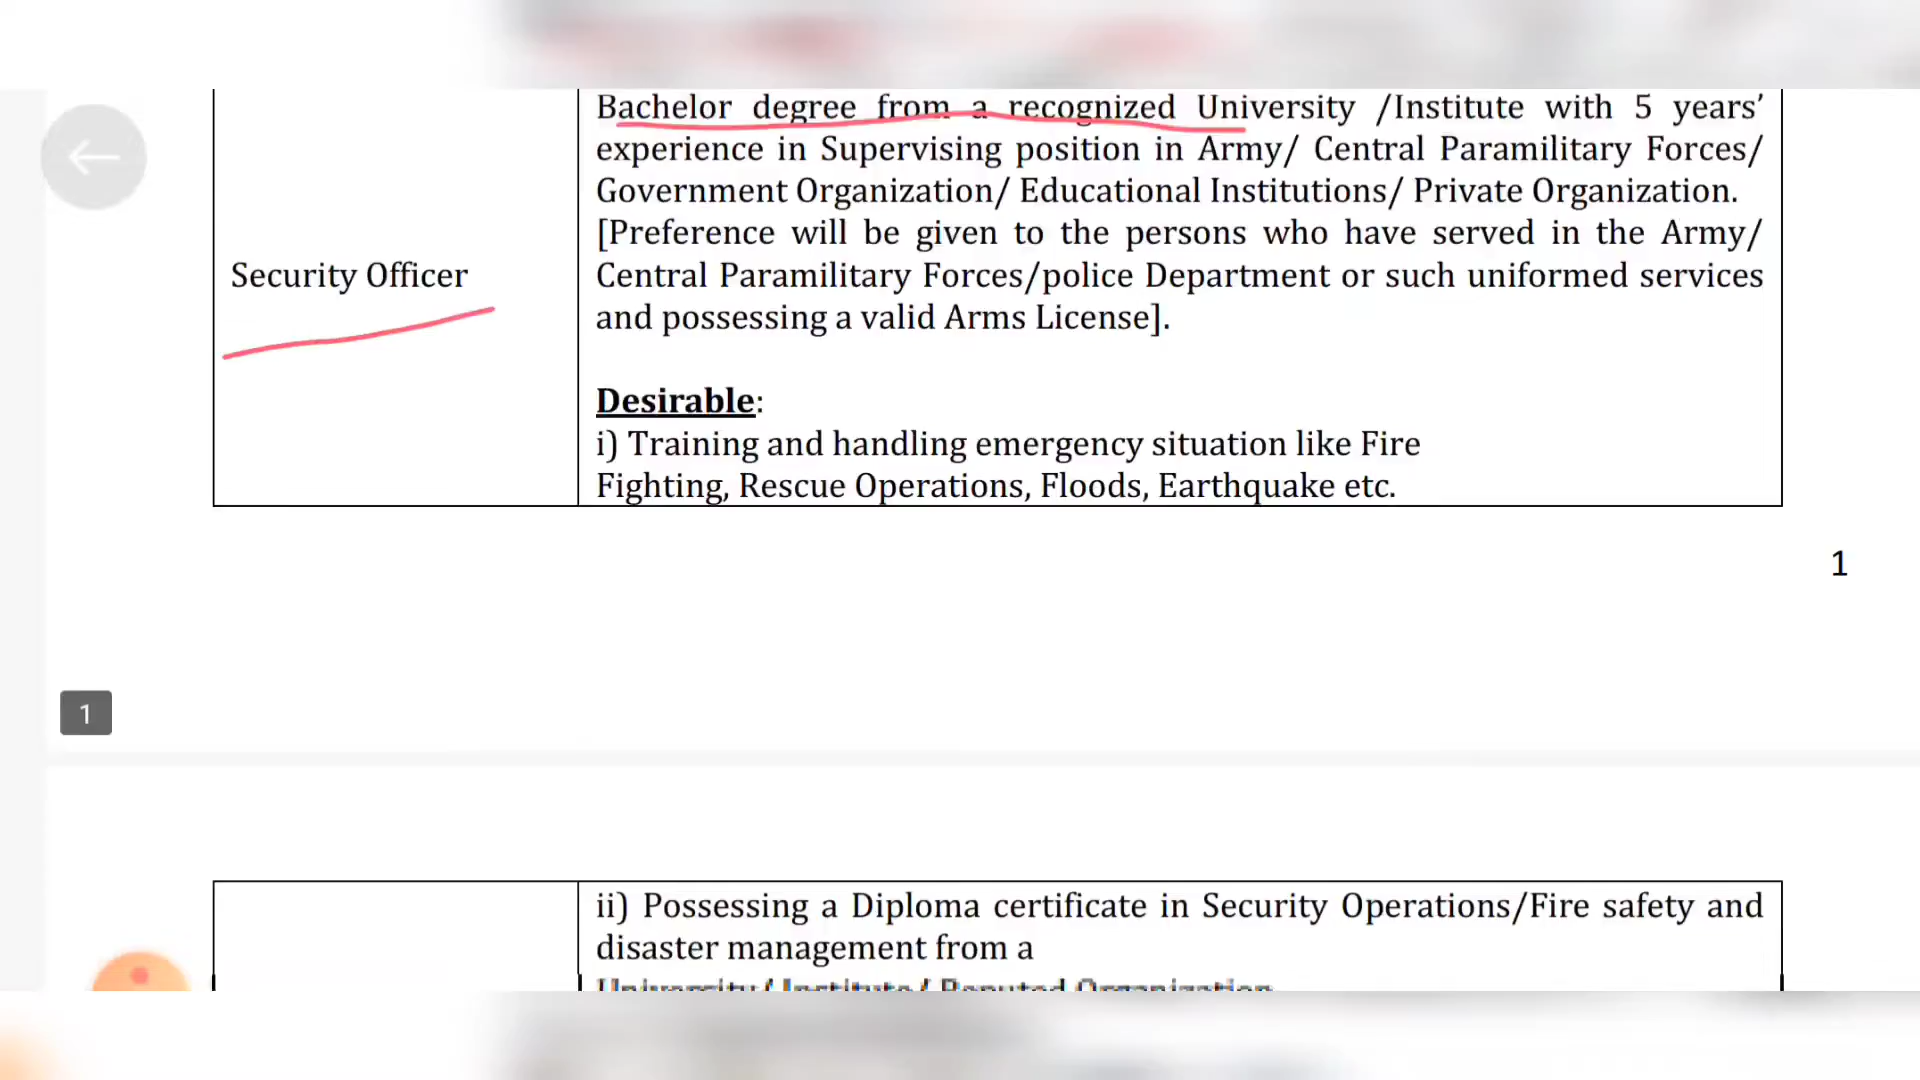 Bachelor degree from a recognized University /Institute with 5 years’
experience in Supervising position in Army/ Central Paramilitary Forces/
Government Organization/ Educational Institutions/ Private Organization.
[Preference will be given to the persons who have served in the Army/
Security Officer
Central Paramilitary Forces/police Department or such uniformed services
and possessing a valid Arms License].
Desirable:
i) Training and handling emergency situation like Fire
Fighting, Rescue Operations, Floods, Earthquake etc.
1
1
ii) Possessing a Diploma certificate in Security Operations/Fire safety and
disaster management from a
University/ Institute/ Reputed Organization